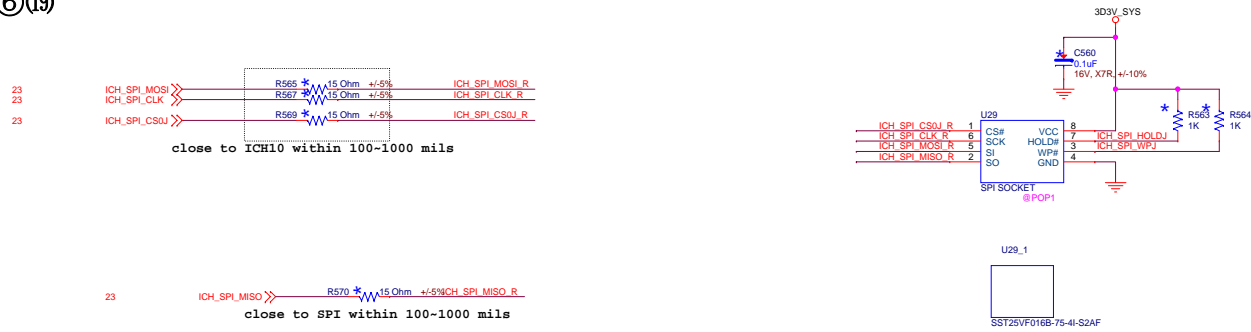 ⑥⒆
3D3V_SYS
C560
0.1uF
16V, X7R, +/-10%
23 ICH_SPI_MOSI R565 15 Ohm +/-5% ICH_SPI_MOSI_R
23 ICH_SPI_CLK R567 15 Ohm +/-5% ICH_SPI_CLK_R
23 ICH_SPI_CS0J R569 15 Ohm +/-5% ICH_SPI_CS0J_R
close to ICH10 within 100~1000 mils
R563
1K
R564
1K
U29
ICH_SPI_CS0J_R 1 CS# VCC 8
ICH_SPI_CLK_R 6 SCK HOLD# 7 ICH_SPI_HOLDJ
ICH_SPI_MOSI_R 5 SI WP# 3 ICH_SPI_WPJ
ICH_SPI_MISO_R 2 SO GND 4
SPI SOCKET
@POP1
U29_1
SST25VF016B-75-4I-S2AF
23 ICH_SPI_MISO R570 15 Ohm +/-5% ICH_SPI_MISO_R
close to SPI within 100~1000 mils